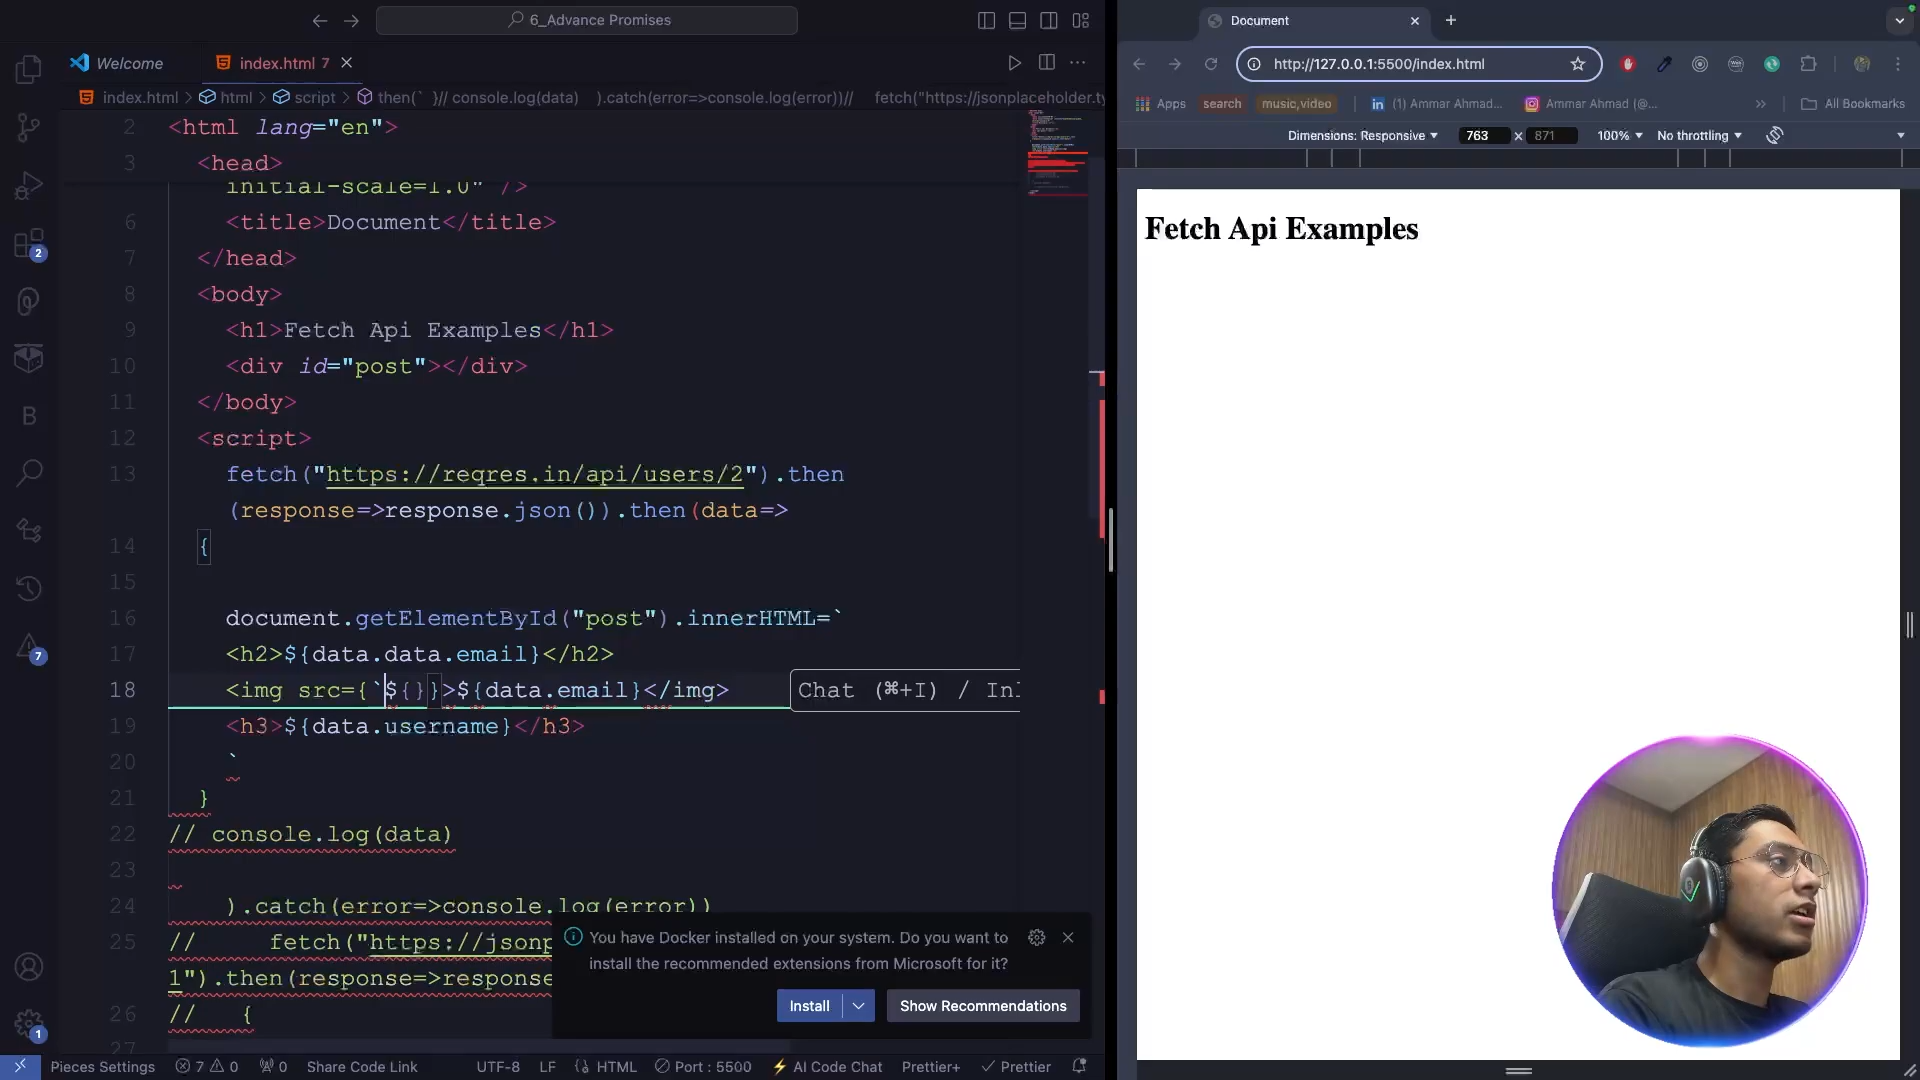 6_Advance Promises
Welcome
index.html 7
index.html > html > script > then(` }// console.log(data) ).catch(error=>console.log(error))// fetch("https://jsonplaceholder.ty
2 <html lang="en">
3 <head>
initial-scale=1.0" />
6 <title>Document</title>
7 </head>
8 <body>
9 <h1>Fetch Api Examples</h1>
10 <div id="post"></div>
11 </body>
12 <script>
13 fetch("https://reqres.in/api/users/2").then
(response=>response.json()).then(data=>
14 {
15
16 document.getElementById("post").innerHTML=`
17 <h2>${data.data.email}</h2>
18 <img src={`${}}>${data.email}</img>
Chat (⌘+I) / Inl
19 <h3>${data.username}</h3>
20 `
21 }
22 // console.log(data)
23
24 ).catch(error=>console.log(error))
25 // fetch("https://jsonp
1").then(response=>response
26 // {
27
You have Docker installed on your system. Do you want to
install the recommended extensions from Microsoft for it?
Install
Show Recommendations
2
7
1
B
Pieces Settings 7 0 0 Share Code Link UTF-8 LF HTML Port : 5500 AI Code Chat Prettier+ Prettier
Document
http://127.0.0.1:5500/index.html
Apps search music,video in (1) Ammar Ahmad... Ammar Ahmad (@... » All Bookmarks
Dimensions: Responsive 763 × 871 100% No throttling
Fetch Api Examples